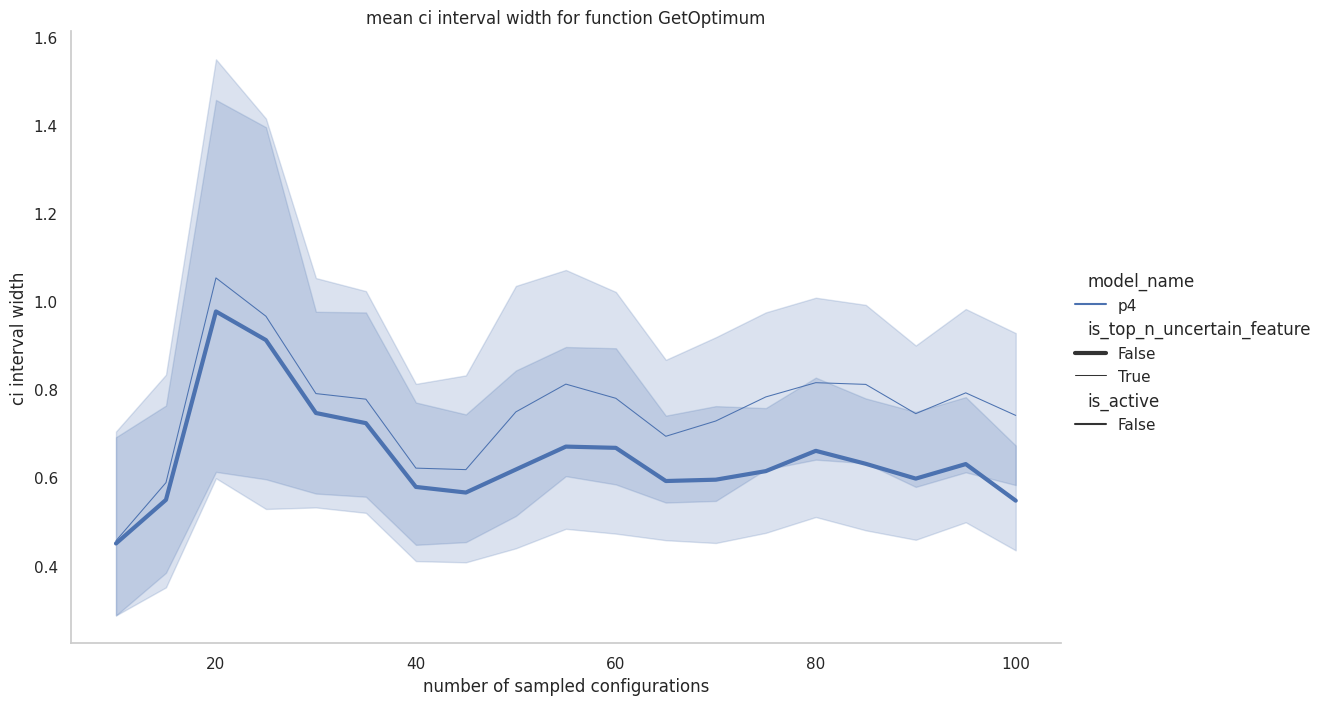 mean ci interval width for function GetOptimum
1.6
1.4
1.2
1.0
0.8
0.6
0.4
ci interval width
20
40
60
80
100
number of sampled configurations
model_name
p4
is_top_n_uncertain_feature
False
True
is_active
False